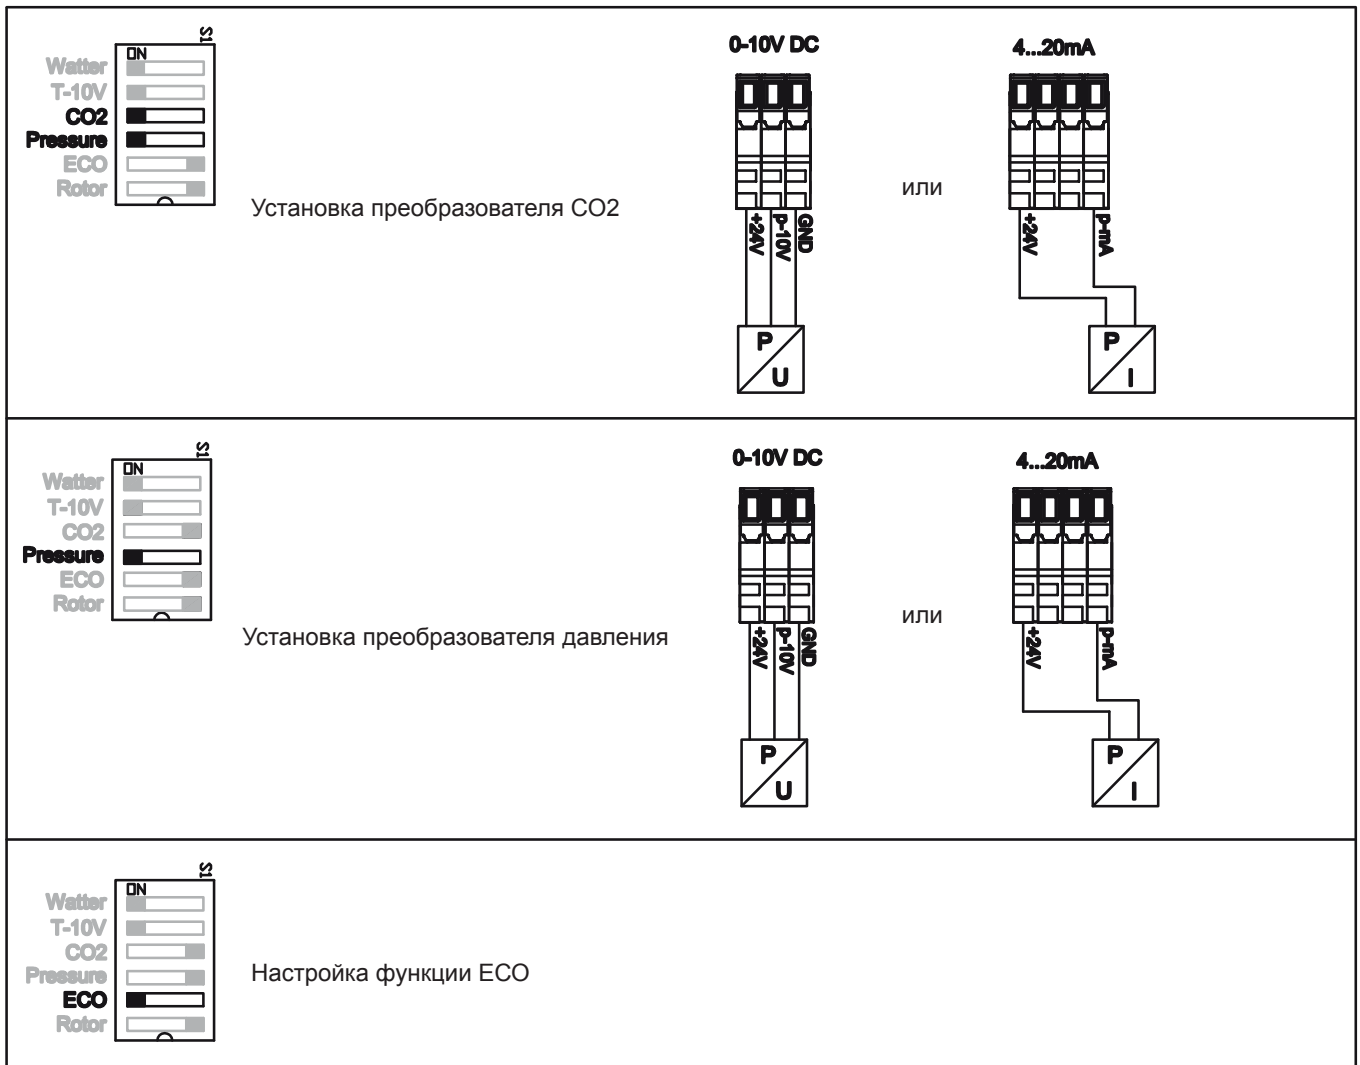 S1
ON
Watter
T-10V
CO2
Pressure
ECO
Rotor
Установка преобразователя CO2
0-10V DC
+24V
p-10V
GND
P
U
или
4...20mA
+24V
p-mA
P
I
S1
ON
Watter
T-10V
CO2
Pressure
ECO
Rotor
Установка преобразователя давления
0-10V DC
+24V
p-10V
GND
P
U
или
4...20mA
+24V
p-mA
P
I
S1
ON
Watter
T-10V
CO2
Pressure
ECO
Rotor
Настройка функции ECO